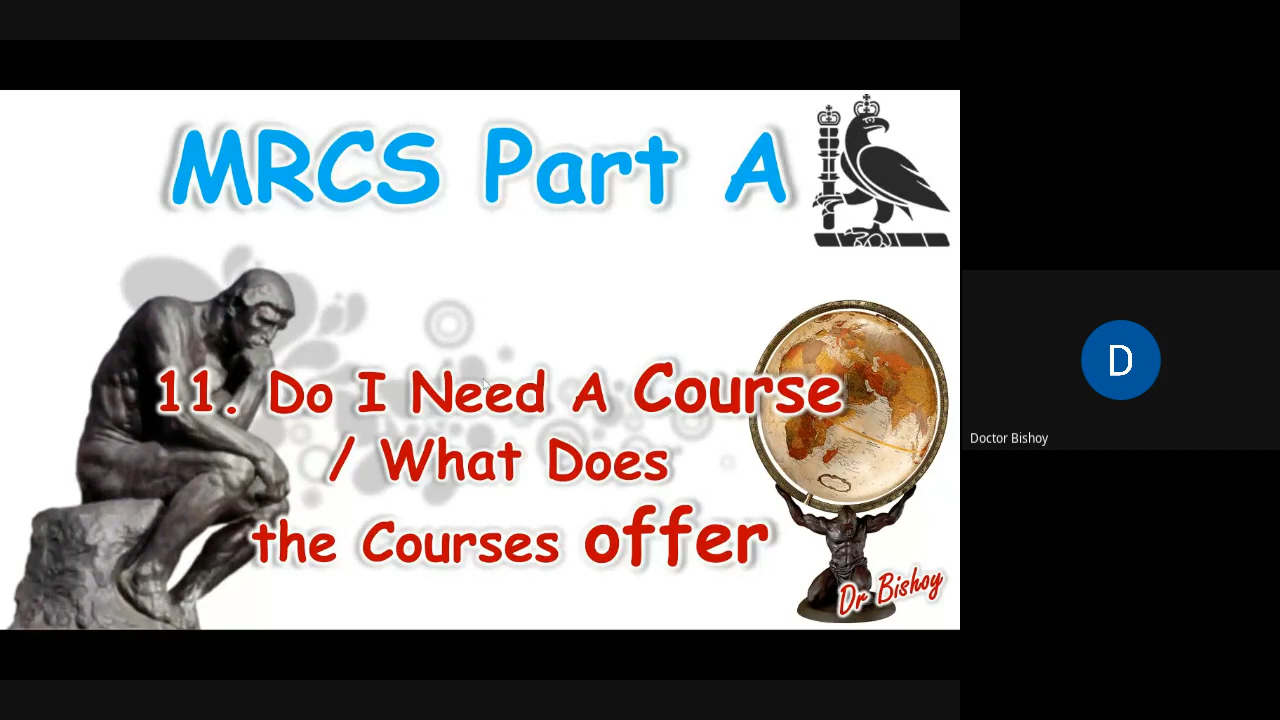 MRCS Part A
11. Do I Need A Course
/ What Does
the Courses offer
Dr Bishoy
D
Doctor Bishoy